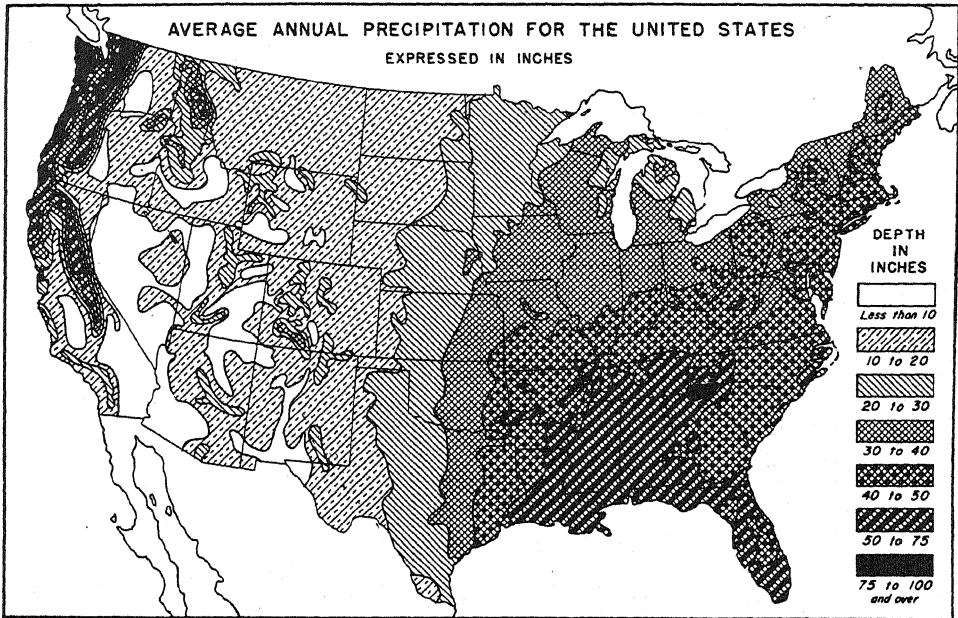 AVERAGE ANNUAL PRECIPITATION FOR THE UNITED STATES
EXPRESSED IN INCHES
DEPTH
IN
INCHES
Less than 10
10 to 20
20 to 30
30 to 40
40 to 50
50 to 75
75 to 100
and over